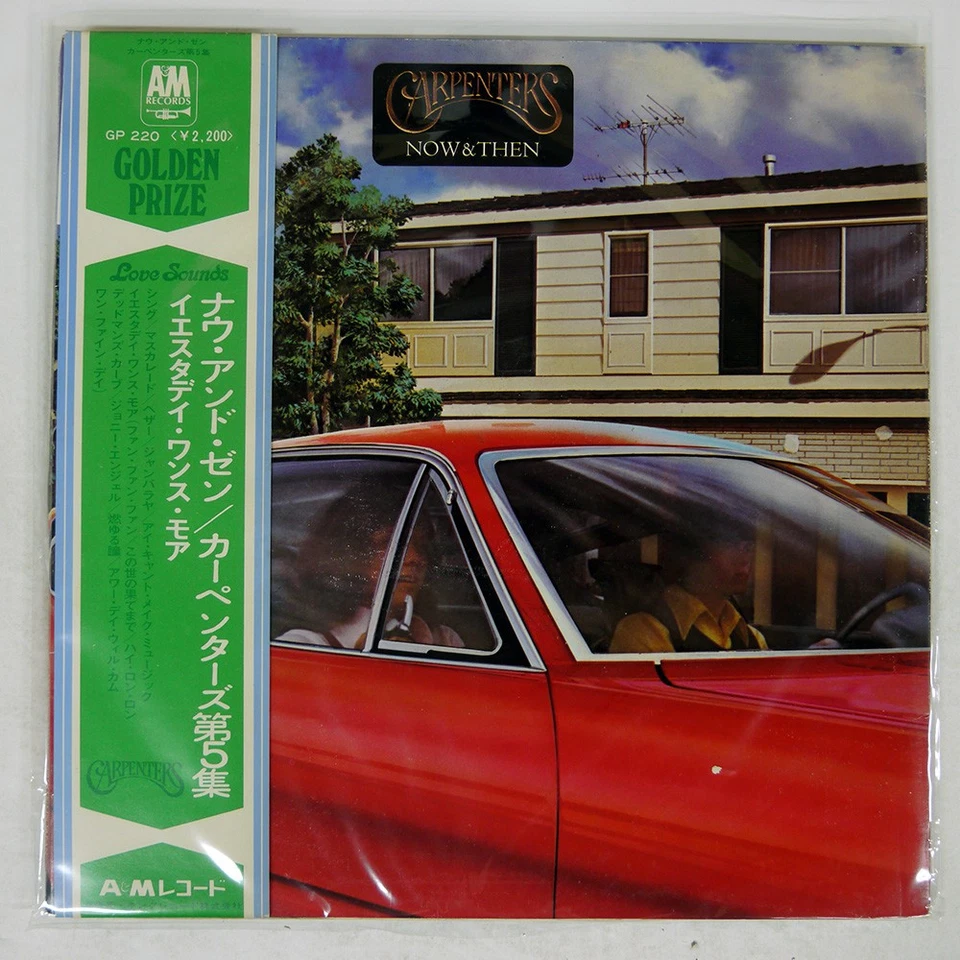 ナウ・アンド・ゼン
カーペンターズ第5集
A&M
RECORDS
GP 220 〈¥2,200〉
GOLDEN
PRIZE
Love Sounds
ナウ・アンド・ゼン/カーペンターズ第5集
イエスタデイ・ワンス・モア
シング/マスカレード/ヘザー/ジャンバラヤ/アイ・キャント・メイク・ミュージック
イエスタデイ・ワンス・モア(ファン・ファン・ファン/この世の果てまで/ハイ・ロン・ロン
デッドマンズ・カーブ/ジョニー・エンジェル/燃ゆる瞳/アワー・デイ・ウィル・カム
ワン・ファイン・デイ)
CARPENTERS
A&Mレコード
CARPENTERS
NOW & THEN